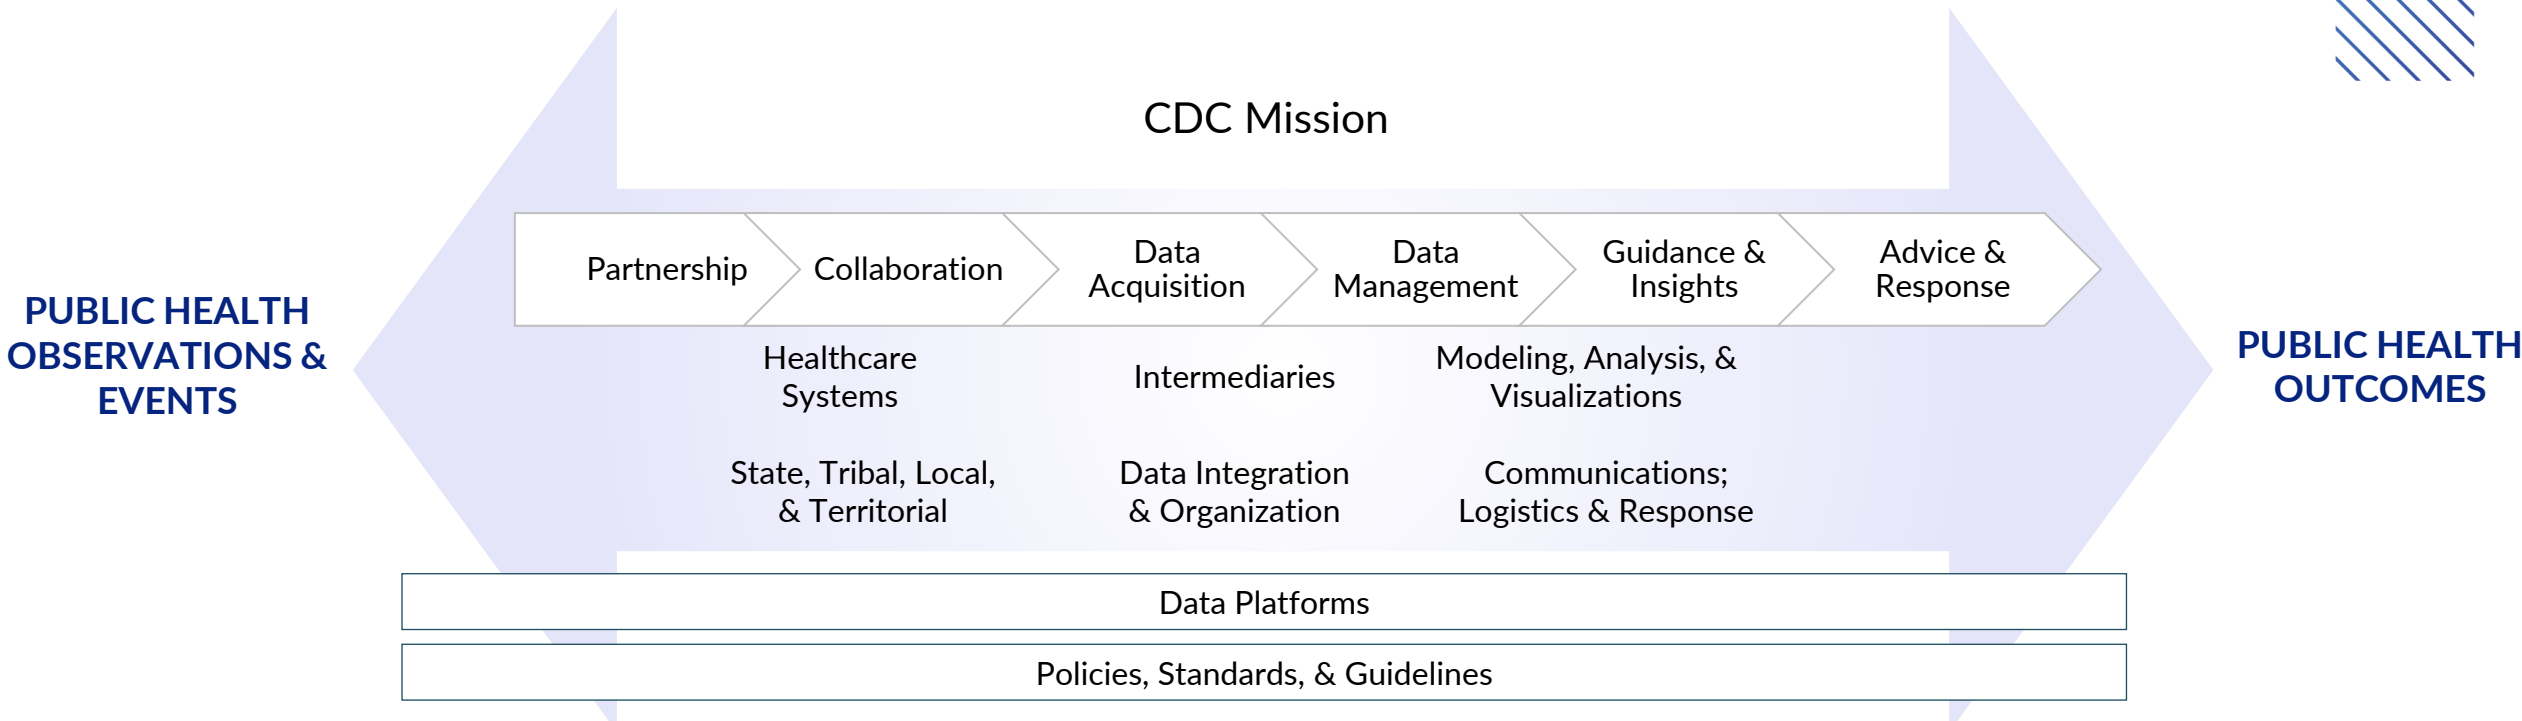 CDC Mission
Partnership
Collaboration
Data
Acquisition
Data
Management
Guidance &
Insights
Advice &
Response
PUBLIC HEALTH
OBSERVATIONS &
EVENTS
Healthcare
Systems
Intermediaries
Modeling, Analysis, &
Visualizations
PUBLIC HEALTH
OUTCOMES
State, Tribal, Local,
& Territorial
Data Integration
& Organization
Communications;
Logistics & Response
Data Platforms
Policies, Standards, & Guidelines